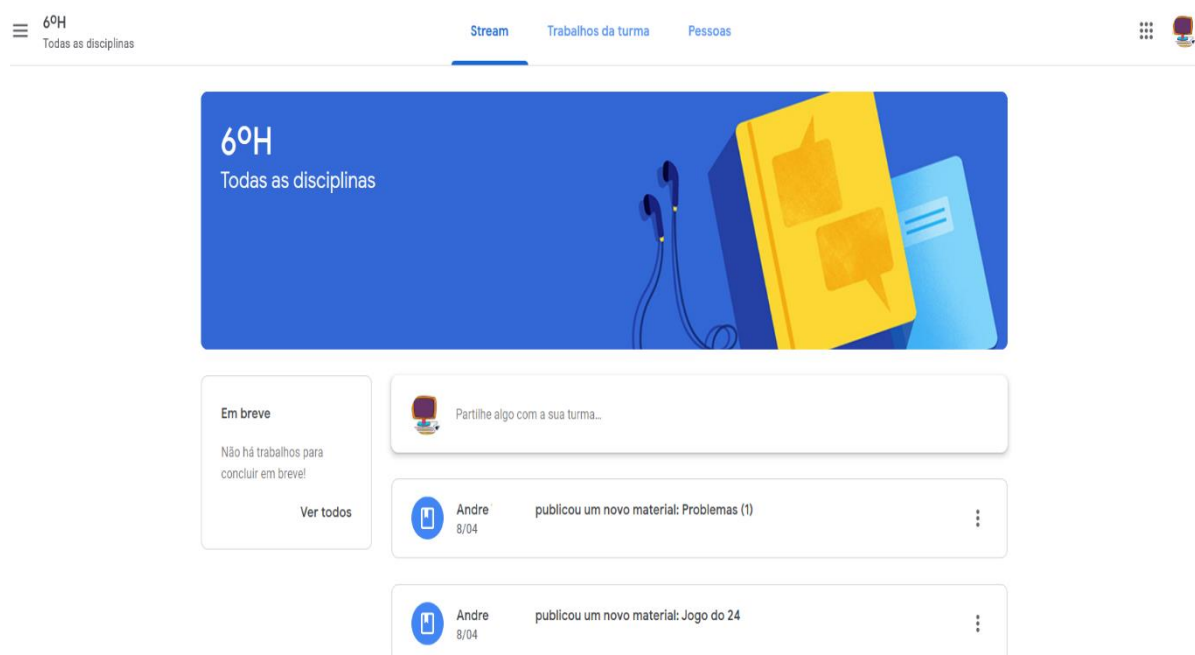 6ºH
Todas as disciplinas
Stream Trabalhos da turma Pessoas
6ºH
Todas as disciplinas
Em breve
Não há trabalhos para
concluir em breve!
Ver todos
Partilhe algo com a sua turma...
Andre publicou um novo material: Problemas (1)
8/04
Andre publicou um novo material: Jogo do 24
8/04